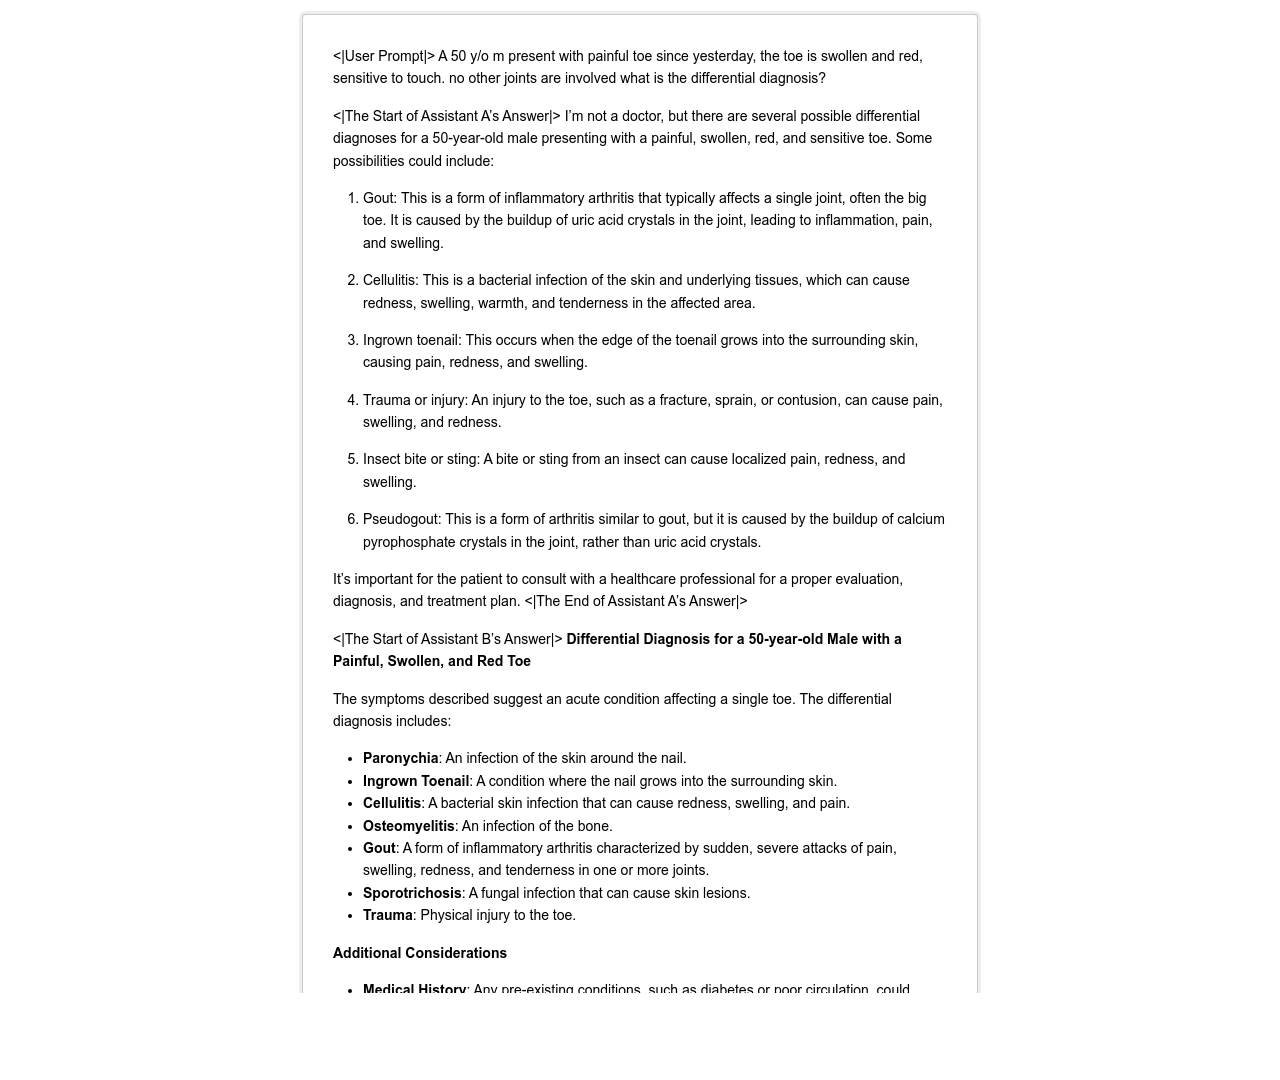 <|User Prompt|> A 50 y/o m present with painful toe since yesterday, the toe is swollen and red,
sensitive to touch. no other joints are involved what is the differential diagnosis?
<|The Start of Assistant A’s Answer|> I’m not a doctor, but there are several possible differential
diagnoses for a 50-year-old male presenting with a painful, swollen, red, and sensitive toe. Some
possibilities could include:
1. Gout: This is a form of inflammatory arthritis that typically affects a single joint, often the big
toe. It is caused by the buildup of uric acid crystals in the joint, leading to inflammation, pain,
and swelling.
2. Cellulitis: This is a bacterial infection of the skin and underlying tissues, which can cause
redness, swelling, warmth, and tenderness in the affected area.
3. Ingrown toenail: This occurs when the edge of the toenail grows into the surrounding skin,
causing pain, redness, and swelling.
4. Trauma or injury: An injury to the toe, such as a fracture, sprain, or contusion, can cause pain,
swelling, and redness.
5. Insect bite or sting: A bite or sting from an insect can cause localized pain, redness, and
swelling.
6. Pseudogout: This is a form of arthritis similar to gout, but it is caused by the buildup of calcium
pyrophosphate crystals in the joint, rather than uric acid crystals.
It’s important for the patient to consult with a healthcare professional for a proper evaluation,
diagnosis, and treatment plan. <|The End of Assistant A’s Answer|>
<|The Start of Assistant B’s Answer|> Differential Diagnosis for a 50-year-old Male with a
Painful, Swollen, and Red Toe
The symptoms described suggest an acute condition affecting a single toe. The differential
diagnosis includes:
• Paronychia: An infection of the skin around the nail.
• Ingrown Toenail: A condition where the nail grows into the surrounding skin.
• Cellulitis: A bacterial skin infection that can cause redness, swelling, and pain.
• Osteomyelitis: An infection of the bone.
• Gout: A form of inflammatory arthritis characterized by sudden, severe attacks of pain,
swelling, redness, and tenderness in one or more joints.
• Sporotrichosis: A fungal infection that can cause skin lesions.
• Trauma: Physical injury to the toe.
Additional Considerations
• Medical History: Any pre-existing conditions, such as diabetes or poor circulation, could